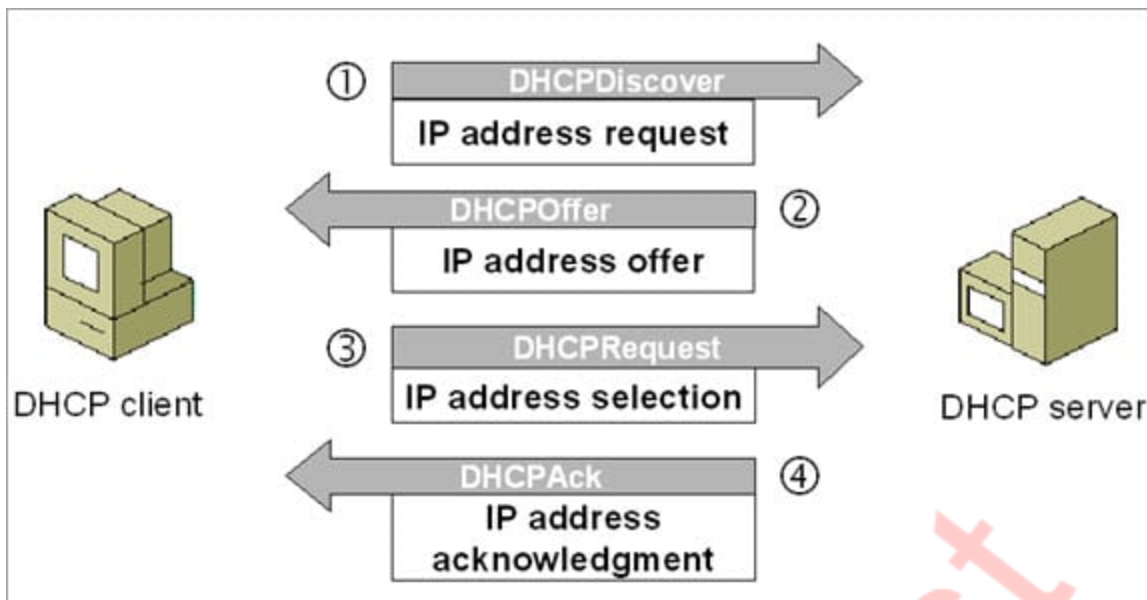 ① DHCPDiscover
IP address request
DHCPOffer ②
IP address offer
③ DHCPRequest
IP address selection
DHCP client
DHCP server
DHCPAck ④
IP address
acknowledgment